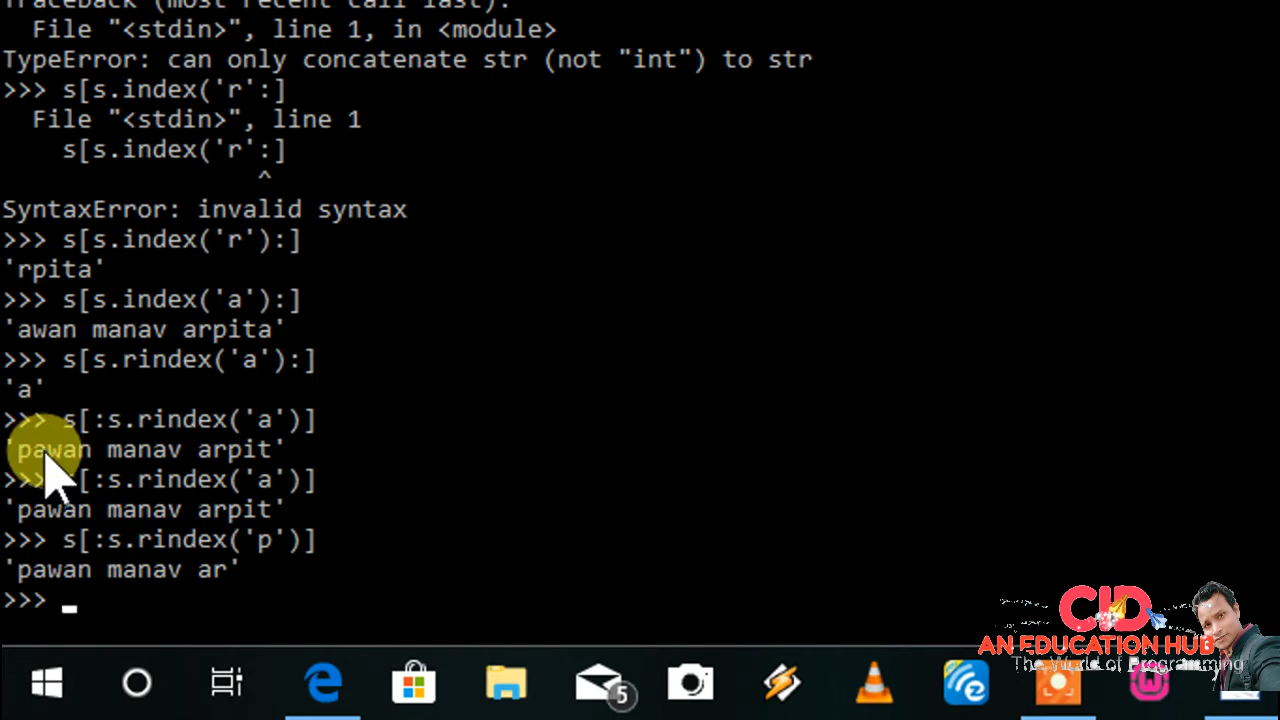 Traceback (most recent call last):
  File "<stdin>", line 1, in <module>
TypeError: can only concatenate str (not "int") to str
>>> s[s.index('r':]
  File "<stdin>", line 1
    s[s.index('r':]
                 ^
SyntaxError: invalid syntax
>>> s[s.index('r'):]
'rpita'
>>> s[s.index('a'):]
'awan manav arpita'
>>> s[s.rindex('a'):]
'a'
>>> s[:s.rindex('a')]
'pawan manav arpit'
>>> s[:s.rindex('a')]
'pawan manav arpit'
>>> s[:s.rindex('p')]
'pawan manav ar'
>>>
CID
AN EDUCATION HUB
The World of Programming
5